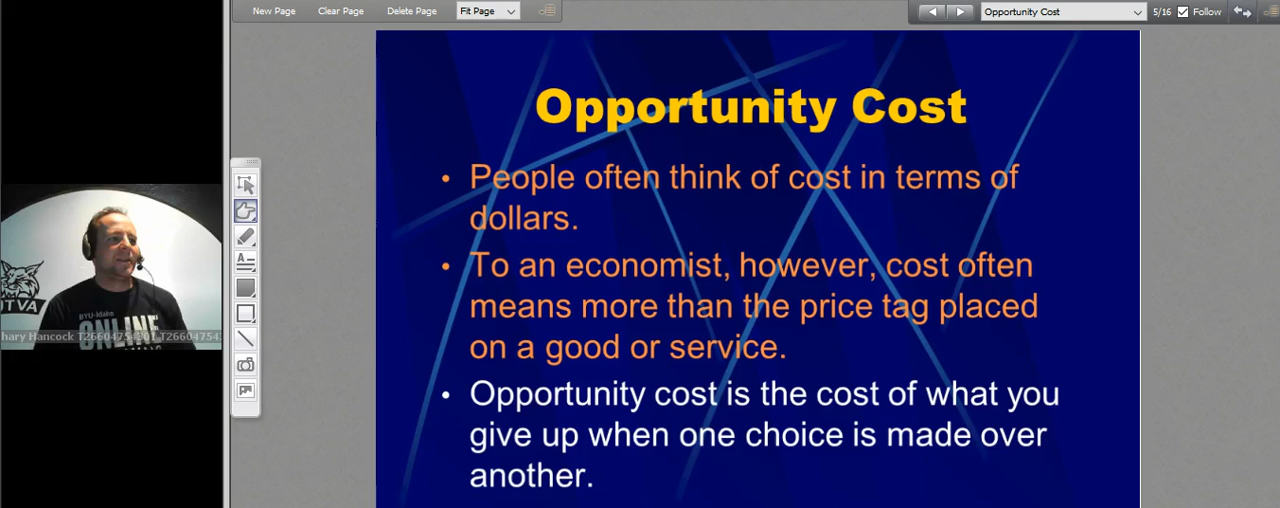 New Page Clear Page Delete Page Fit Page
Opportunity Cost 5/16 Follow
Opportunity Cost
• People often think of cost in terms of
dollars.
• To an economist, however, cost often
means more than the price tag placed
on a good or service.
• Opportunity cost is the cost of what you
give up when one choice is made over
another.
A
OTVA
BYU-Idaho
ONLINE
hary Hancock